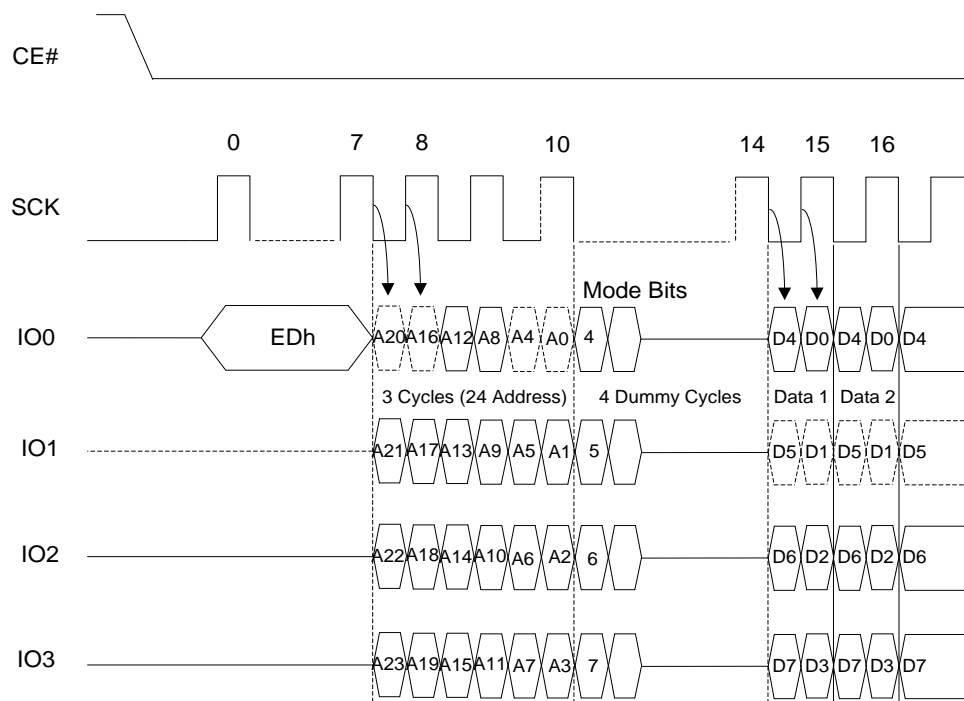 CE#
0 7 8 10 14 15 16
SCK
Mode Bits
IO0 EDh A20 A16 A12 A8 A4 A0 4 D4 D0 D4 D0 D4
3 Cycles (24 Address) 4 Dummy Cycles Data 1 Data 2
IO1 A21 A17 A13 A9 A5 A1 5 D5 D1 D5 D1 D5
IO2 A22 A18 A14 A10 A6 A2 6 D6 D2 D6 D2 D6
IO3 A23 A19 A15 A11 A7 A3 7 D7 D3 D7 D3 D7